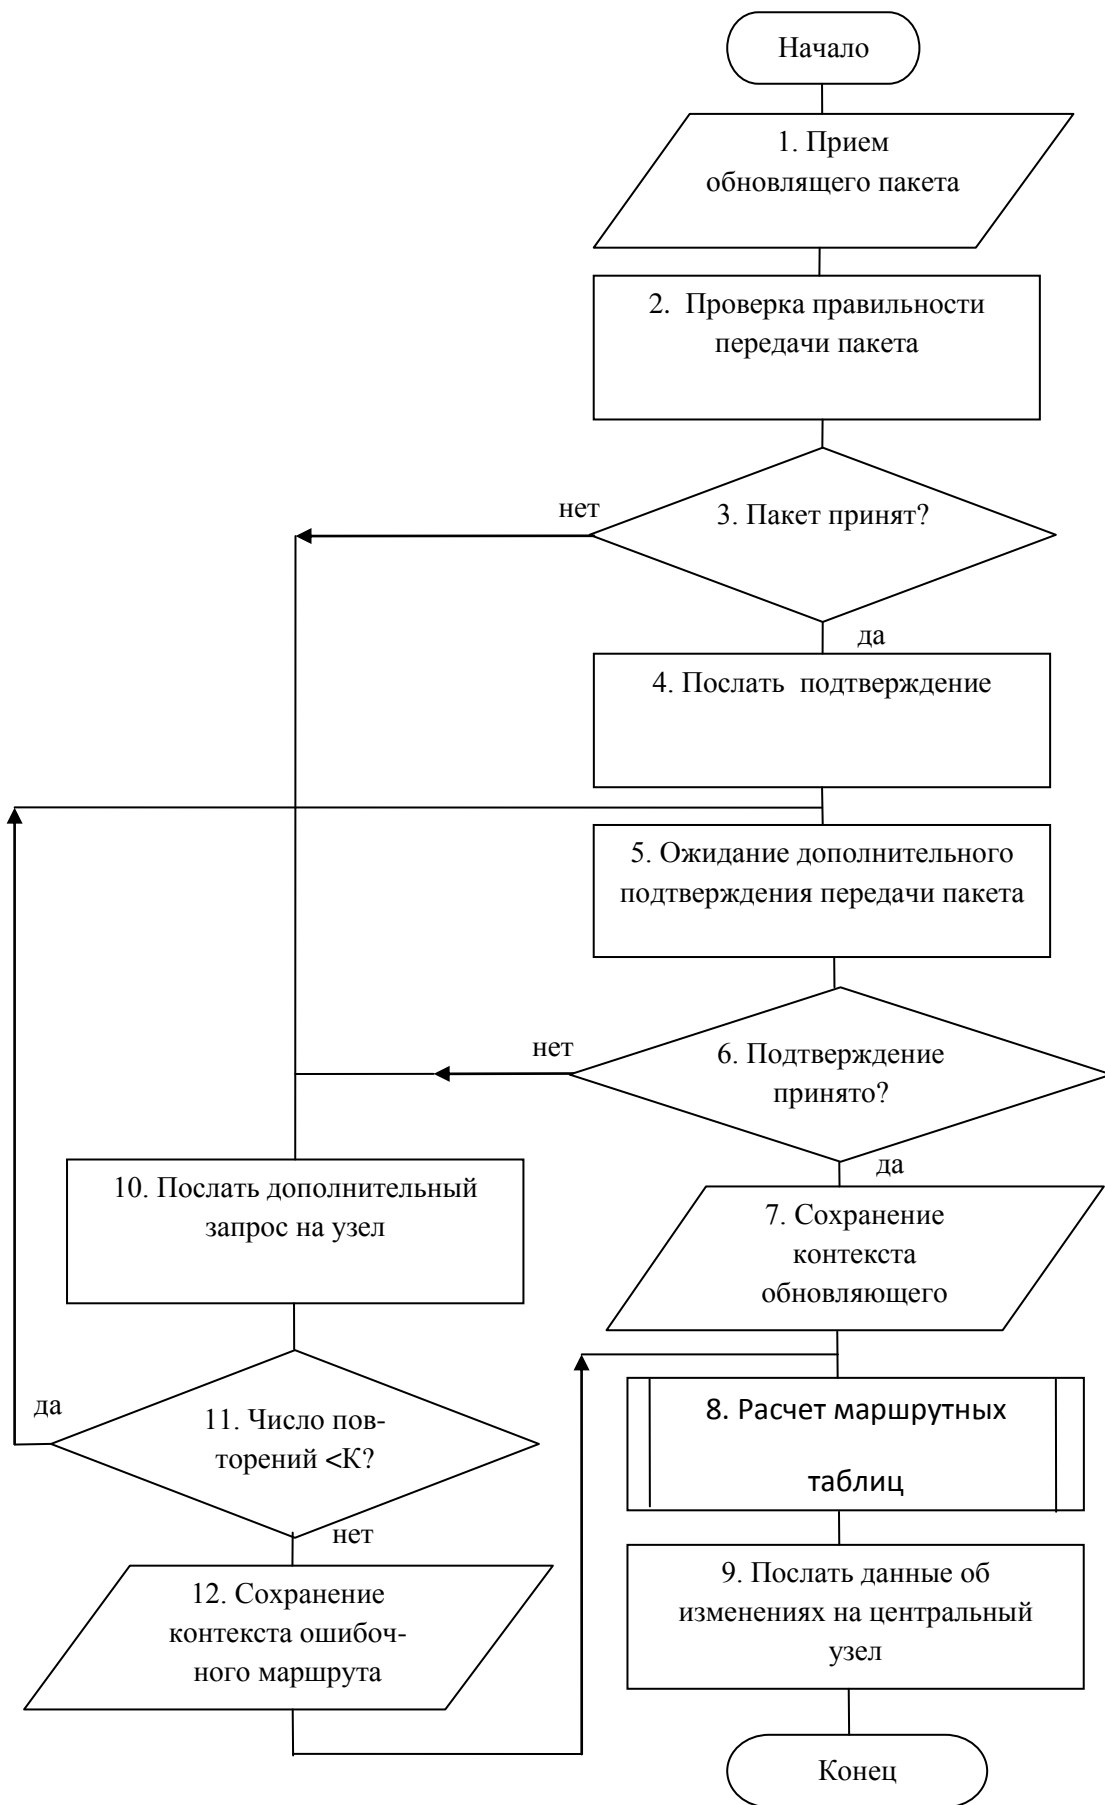 Начало
1. Прием
обновлящего пакета
2. Проверка правильности
передачи пакета
3. Пакет принят?
нет
да
4. Послать подтверждение
5. Ожидание дополнительного
подтверждения передачи пакета
6. Подтверждение
принято?
нет
да
10. Послать дополнительный
запрос на узел
7. Сохранение
контекста
обновляющего
11. Число пов-
торений <К?
да
нет
8. Расчет маршрутных
таблиц
12. Сохранение
контекста ошибоч-
ного маршрута
9. Послать данные об
изменениях на центральный
узел
Конец